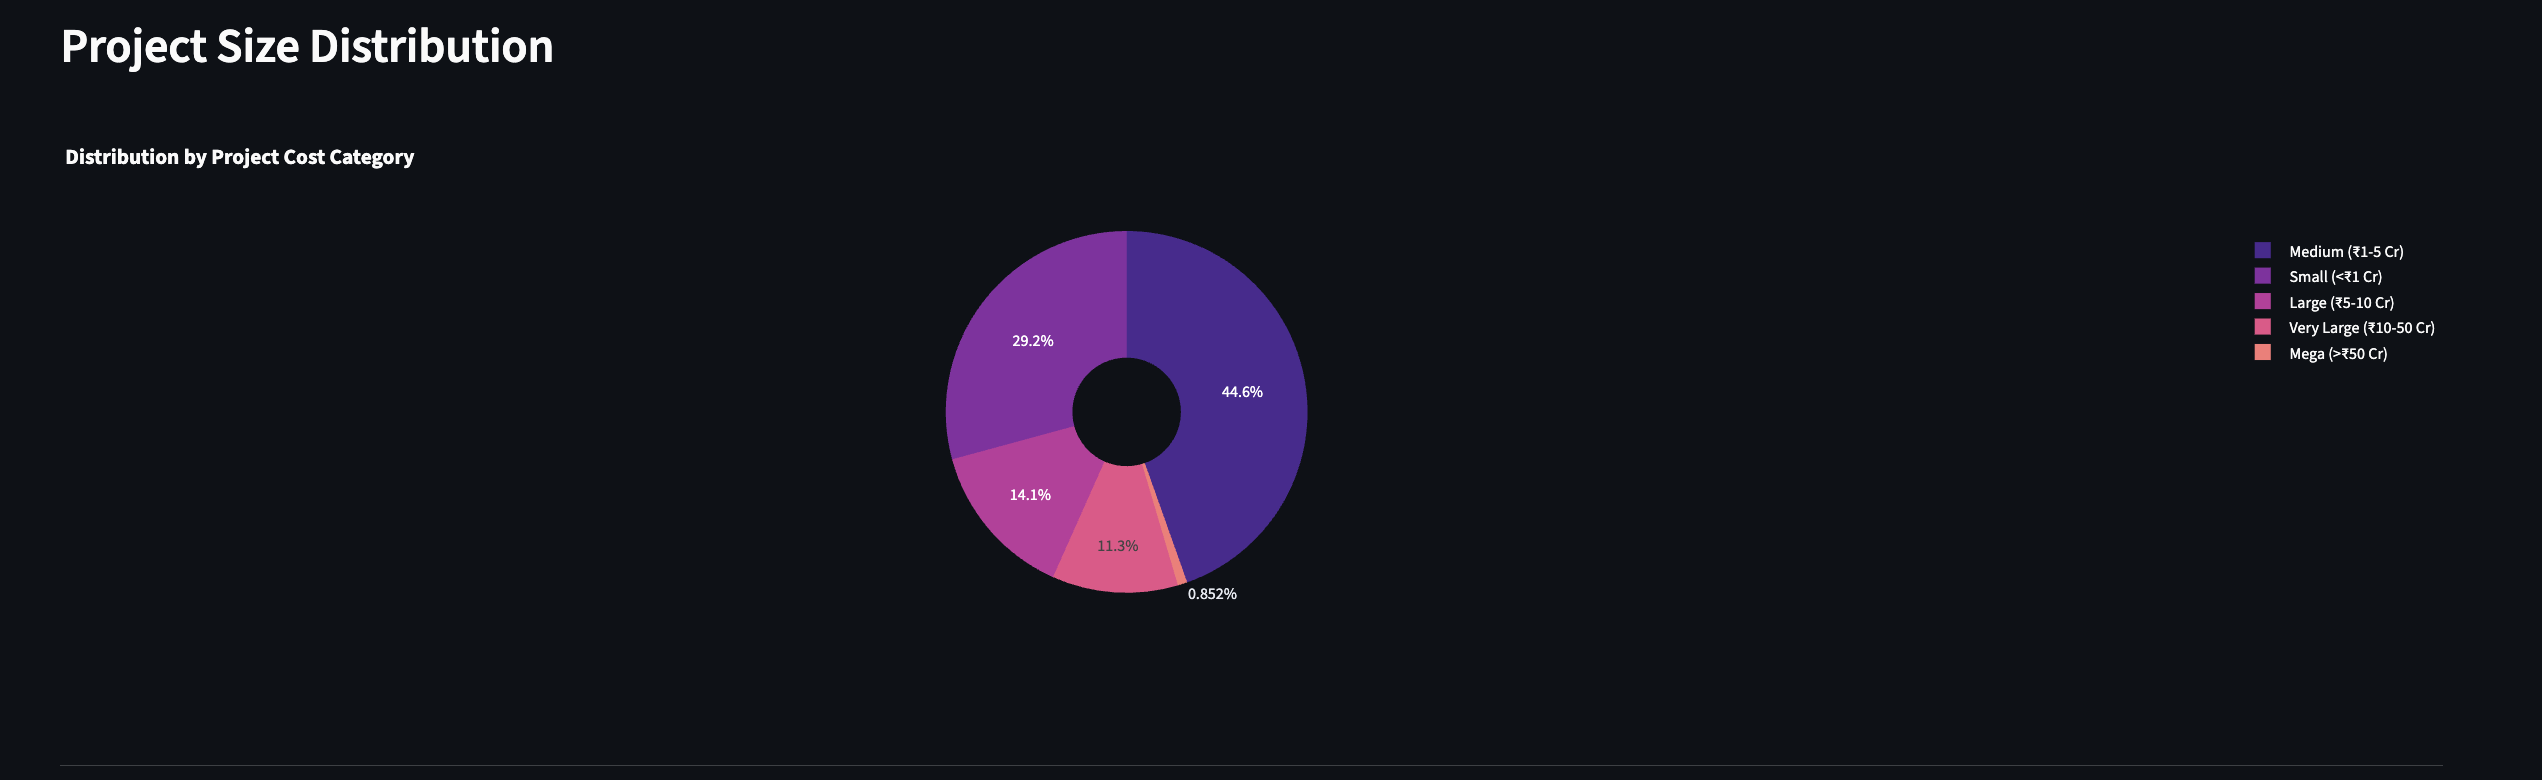 Project Size Distribution
Distribution by Project Cost Category
Medium (₹1-5 Cr)
Small (<₹1 Cr)
Large (₹5-10 Cr)
Very Large (₹10-50 Cr)
Mega (>₹50 Cr)
29.2%
44.6%
14.1%
11.3%
0.852%